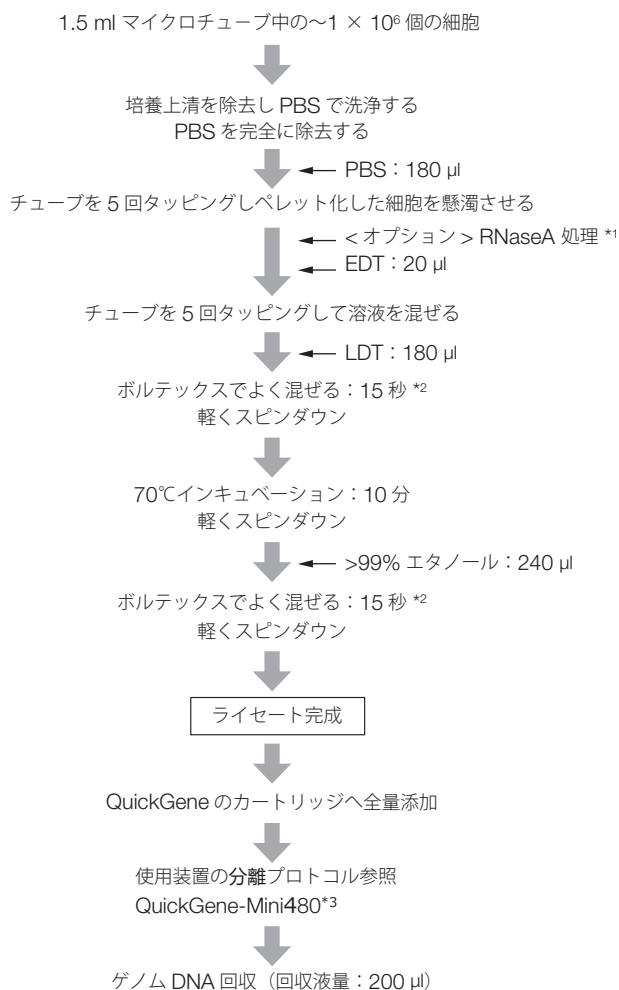 1.5 ml マイクロチューブ中の〜1 × 10⁶ 個の細胞
培養上清を除去し PBS で洗浄する
PBS を完全に除去する
PBS：180 µl
チューブを 5 回タッピングしペレット化した細胞を懸濁させる
< オプション > RNaseA 処理 *1
EDT：20 µl
チューブを 5 回タッピングして溶液を混ぜる
LDT：180 µl
ボルテックスでよく混ぜる：15 秒 *2
軽くスピンダウン
70℃インキュベーション：10 分
軽くスピンダウン
>99% エタノール：240 µl
ボルテックスでよく混ぜる：15 秒 *2
軽くスピンダウン
ライセート完成
QuickGene のカートリッジへ全量添加
使用装置の分離プロトコル参照
QuickGene-Mini480*3
ゲノム DNA 回収（回収液量：200 µl）